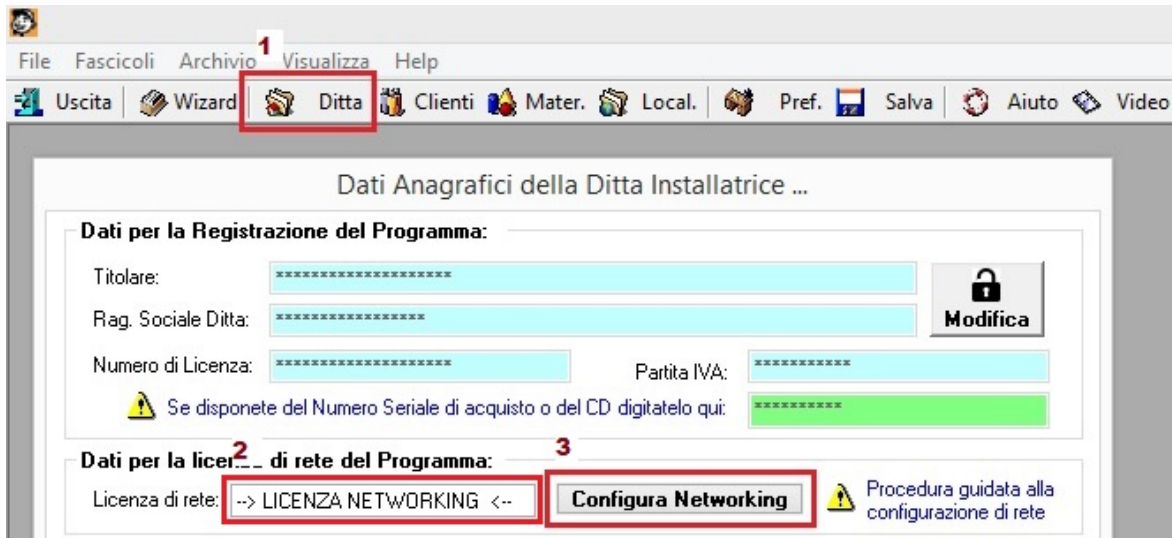 1
File Fascicoli Archivio Visualizza Help
Uscita Wizard Ditta Clienti Mater. Local. Pref. Salva Aiuto Video
Dati Anagrafici della Ditta Installatrice ...
Dati per la Registrazione del Programma:
Titolare: ********************
Rag. Sociale Ditta: *****************
Modifica
Numero di Licenza: ********************
Partita IVA: ***********
Se disponete del Numero Seriale di acquisto o del CD digitatelo qui: **********
2
3
Dati per la di rete del Programma:
Licenza di rete: --> LICENZA NETWORKING <-- Configura Networking
Procedura guidata alla
configurazione di rete